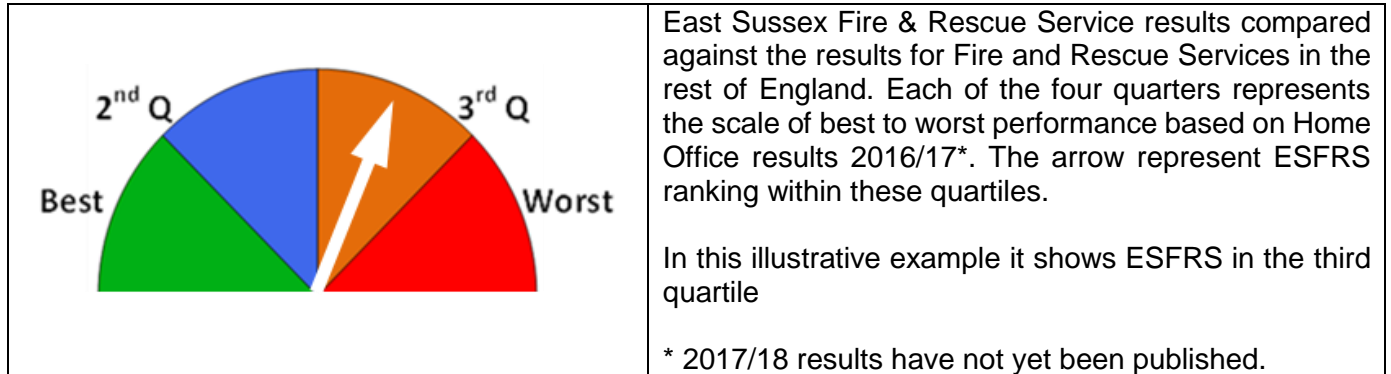 2nd Q
3rd Q
Best
Worst
East Sussex Fire & Rescue Service results compared
against the results for Fire and Rescue Services in the
rest of England. Each of the four quarters represents
the scale of best to worst performance based on Home
Office results 2016/17*. The arrow represent ESFRS
ranking within these quartiles.
In this illustrative example it shows ESFRS in the third
quartile
* 2017/18 results have not yet been published.